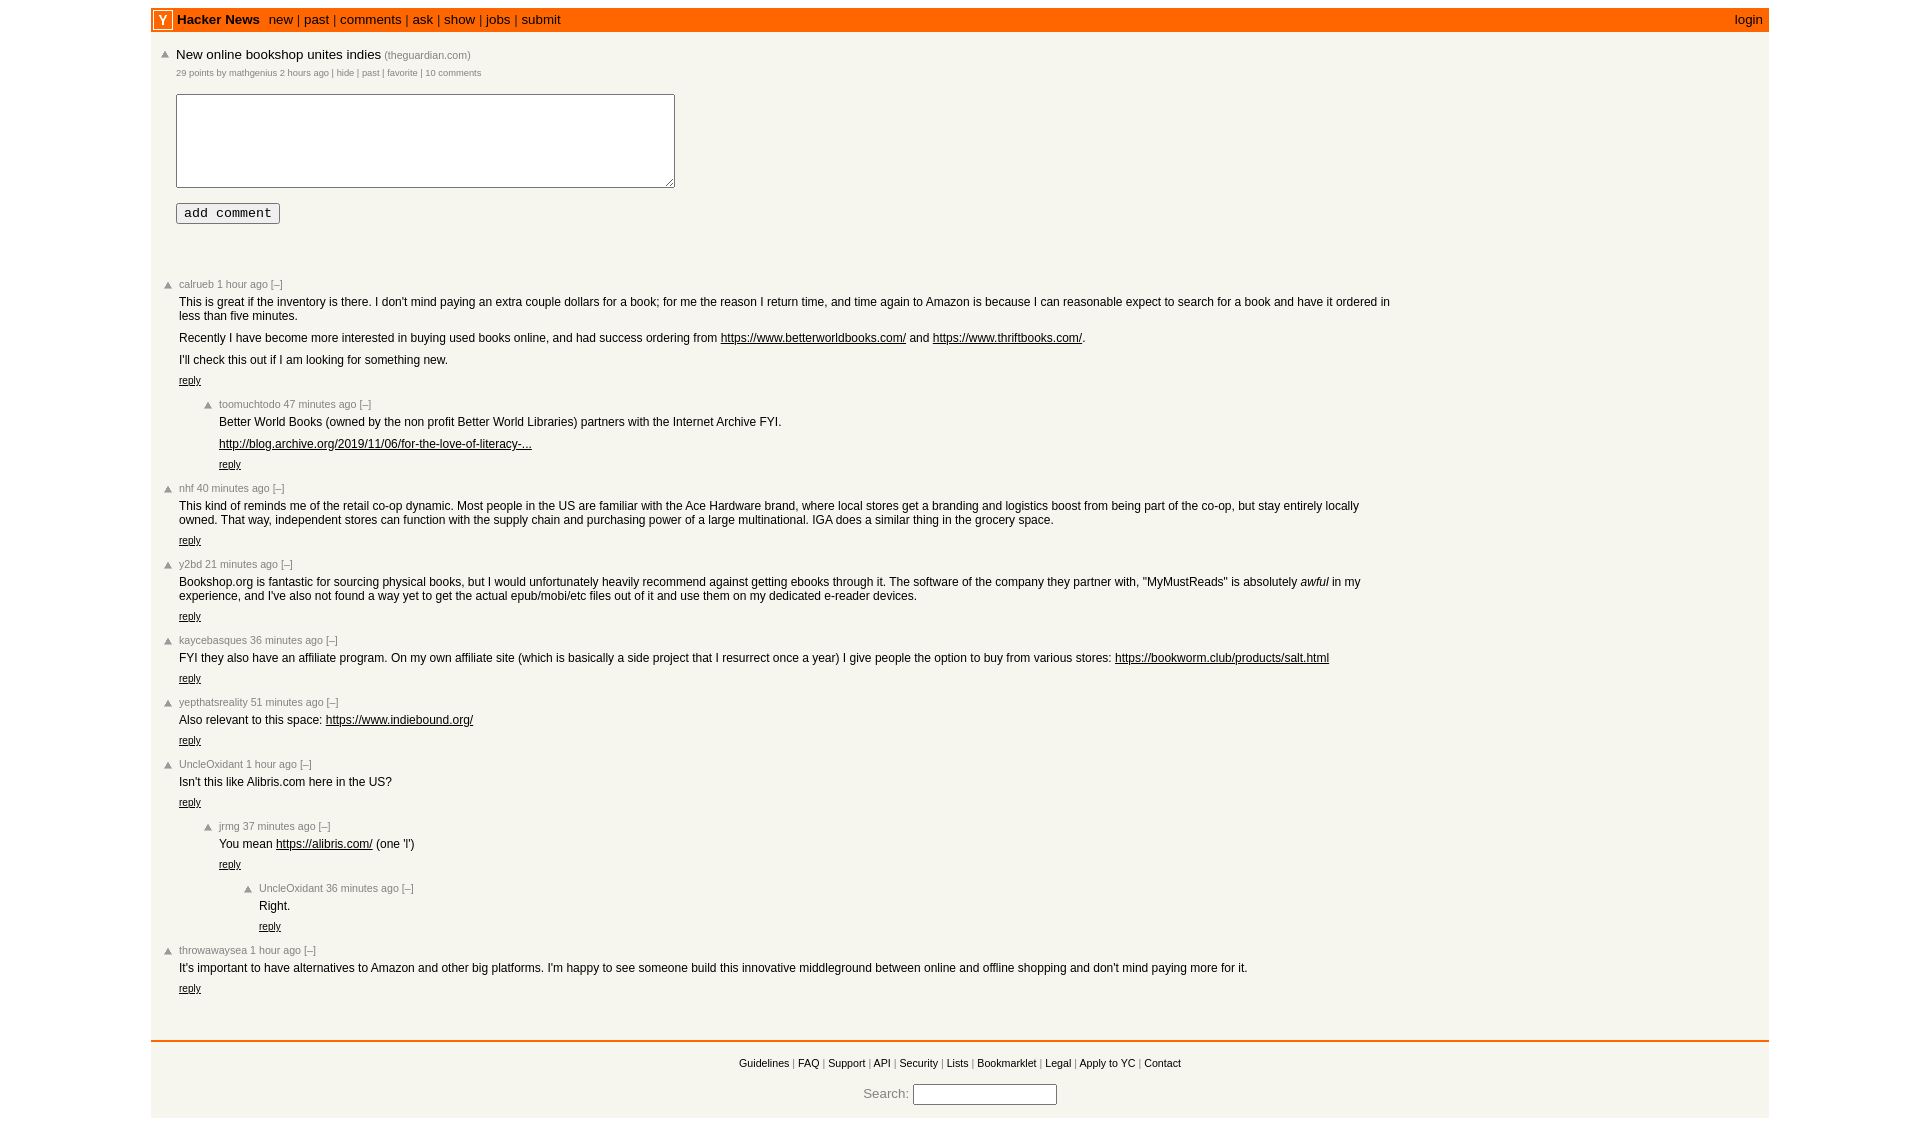 Y Hacker News new | past | comments | ask | show | jobs | submit login
New online bookshop unites indies (theguardian.com)
29 points by mathgenius 2 hours ago | hide | past | favorite | 10 comments
add comment
calrueb 1 hour ago [–]
This is great if the inventory is there. I don't mind paying an extra couple dollars for a book; for me the reason I return time, and time again to Amazon is because I can reasonable expect to search for a book and have it ordered in
less than five minutes.
Recently I have become more interested in buying used books online, and had success ordering from https://www.betterworldbooks.com/ and https://www.thriftbooks.com/.
I'll check this out if I am looking for something new.
reply
toomuchtodo 47 minutes ago [–]
Better World Books (owned by the non profit Better World Libraries) partners with the Internet Archive FYI.
http://blog.archive.org/2019/11/06/for-the-love-of-literacy-...
reply
nhf 40 minutes ago [–]
This kind of reminds me of the retail co-op dynamic. Most people in the US are familiar with the Ace Hardware brand, where local stores get a branding and logistics boost from being part of the co-op, but stay entirely locally
owned. That way, independent stores can function with the supply chain and purchasing power of a large multinational. IGA does a similar thing in the grocery space.
reply
y2bd 21 minutes ago [–]
Bookshop.org is fantastic for sourcing physical books, but I would unfortunately heavily recommend against getting ebooks through it. The software of the company they partner with, "MyMustReads" is absolutely awful in my
experience, and I've also not found a way yet to get the actual epub/mobi/etc files out of it and use them on my dedicated e-reader devices.
reply
kaycebasques 36 minutes ago [–]
FYI they also have an affiliate program. On my own affiliate site (which is basically a side project that I resurrect once a year) I give people the option to buy from various stores: https://bookworm.club/products/salt.html
reply
yepthatsreality 51 minutes ago [–]
Also relevant to this space: https://www.indiebound.org/
reply
UncleOxidant 1 hour ago [–]
Isn't this like Alibris.com here in the US?
reply
jrmg 37 minutes ago [–]
You mean https://alibris.com/ (one 'l')
reply
UncleOxidant 36 minutes ago [–]
Right.
reply
throwawaysea 1 hour ago [–]
It's important to have alternatives to Amazon and other big platforms. I'm happy to see someone build this innovative middleground between online and offline shopping and don't mind paying more for it.
reply
Guidelines | FAQ | Support | API | Security | Lists | Bookmarklet | Legal | Apply to YC | Contact
Search: